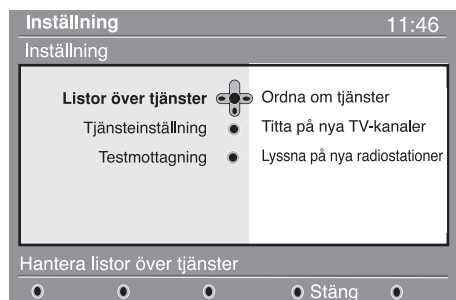 Inställning 11:46
Inställning
Listor över tjänster Ordna om tjänster
Tjänsteinställning Titta på nya TV-kanaler
Testmottagning Lyssna på nya radiostationer
Hantera listor över tjänster
Stäng